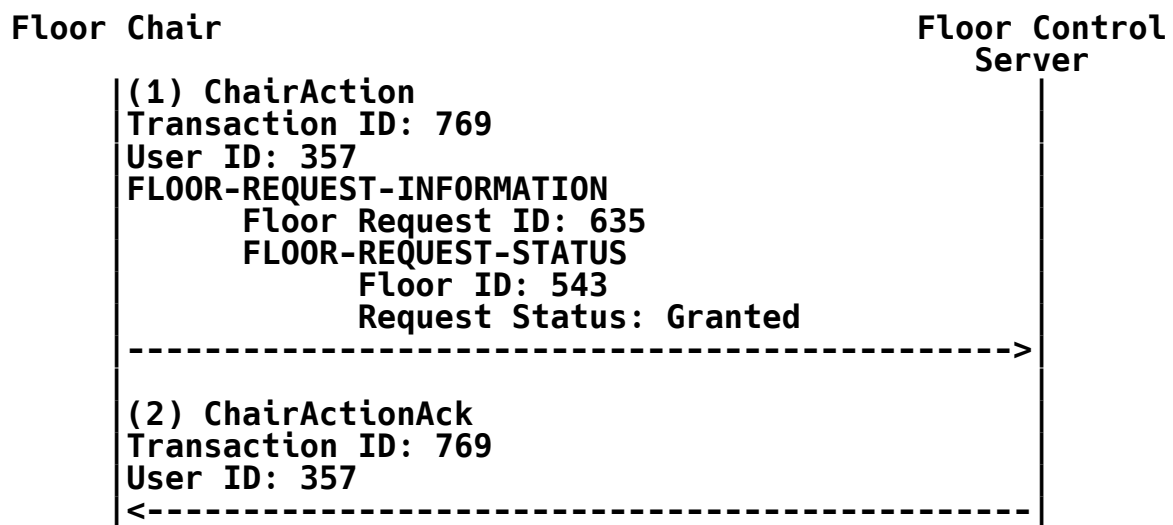 Floor Chair Floor Control
Server
|(1) ChairAction |
|Transaction ID: 769 |
|User ID: 357 |
|FLOOR-REQUEST-INFORMATION |
| Floor Request ID: 635 |
| FLOOR-REQUEST-STATUS |
| Floor ID: 543 |
| Request Status: Granted |
|---------------------------------------------->|
| |
|(2) ChairActionAck |
|Transaction ID: 769 |
|User ID: 357 |
|<----------------------------------------------|